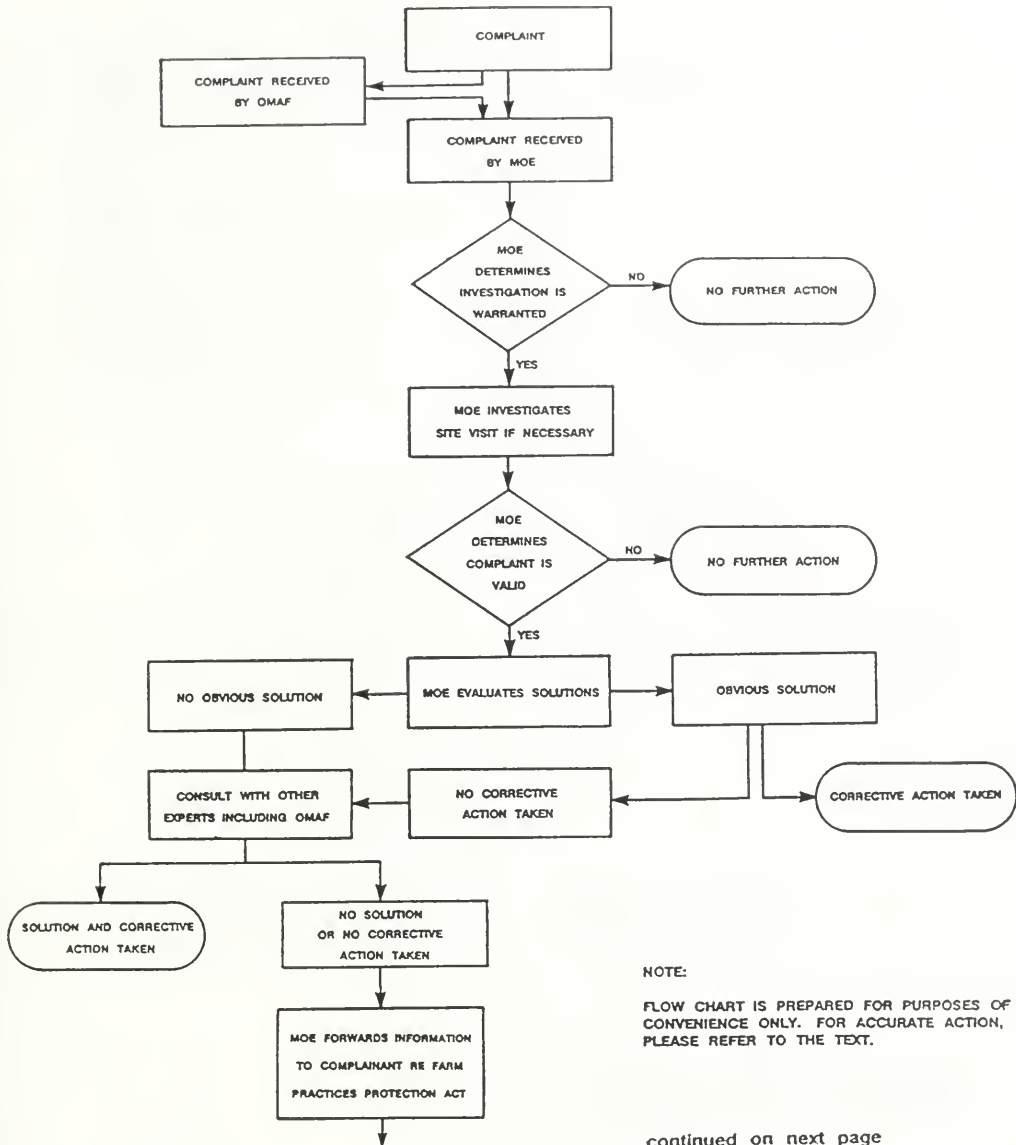 COMPLAINT
COMPLAINT RECEIVED
BY OMAF
COMPLAINT RECEIVED
BY MOE
MOE
DETERMINES
INVESTIGATION IS
WARRANTED
NO
NO FURTHER ACTION
YES
MOE INVESTIGATES
SITE VISIT IF NECESSARY
MOE
DETERMINES
COMPLAINT IS
VALID
NO
NO FURTHER ACTION
YES
NO OBVIOUS SOLUTION
MOE EVALUATES SOLUTIONS
OBVIOUS SOLUTION
CONSULT WITH OTHER
EXPERTS INCLUDING OMAF
NO CORRECTIVE
ACTION TAKEN
CORRECTIVE ACTION TAKEN
SOLUTION AND CORRECTIVE
ACTION TAKEN
NO SOLUTION
OR NO CORRECTIVE
ACTION TAKEN
MOE FORWARDS INFORMATION
TO COMPLAINANT RE FARM
PRACTICES PROTECTION ACT
NOTE:
FLOW CHART IS PREPARED FOR PURPOSES OF
CONVENIENCE ONLY. FOR ACCURATE ACTION,
PLEASE REFER TO THE TEXT.
continued on next page